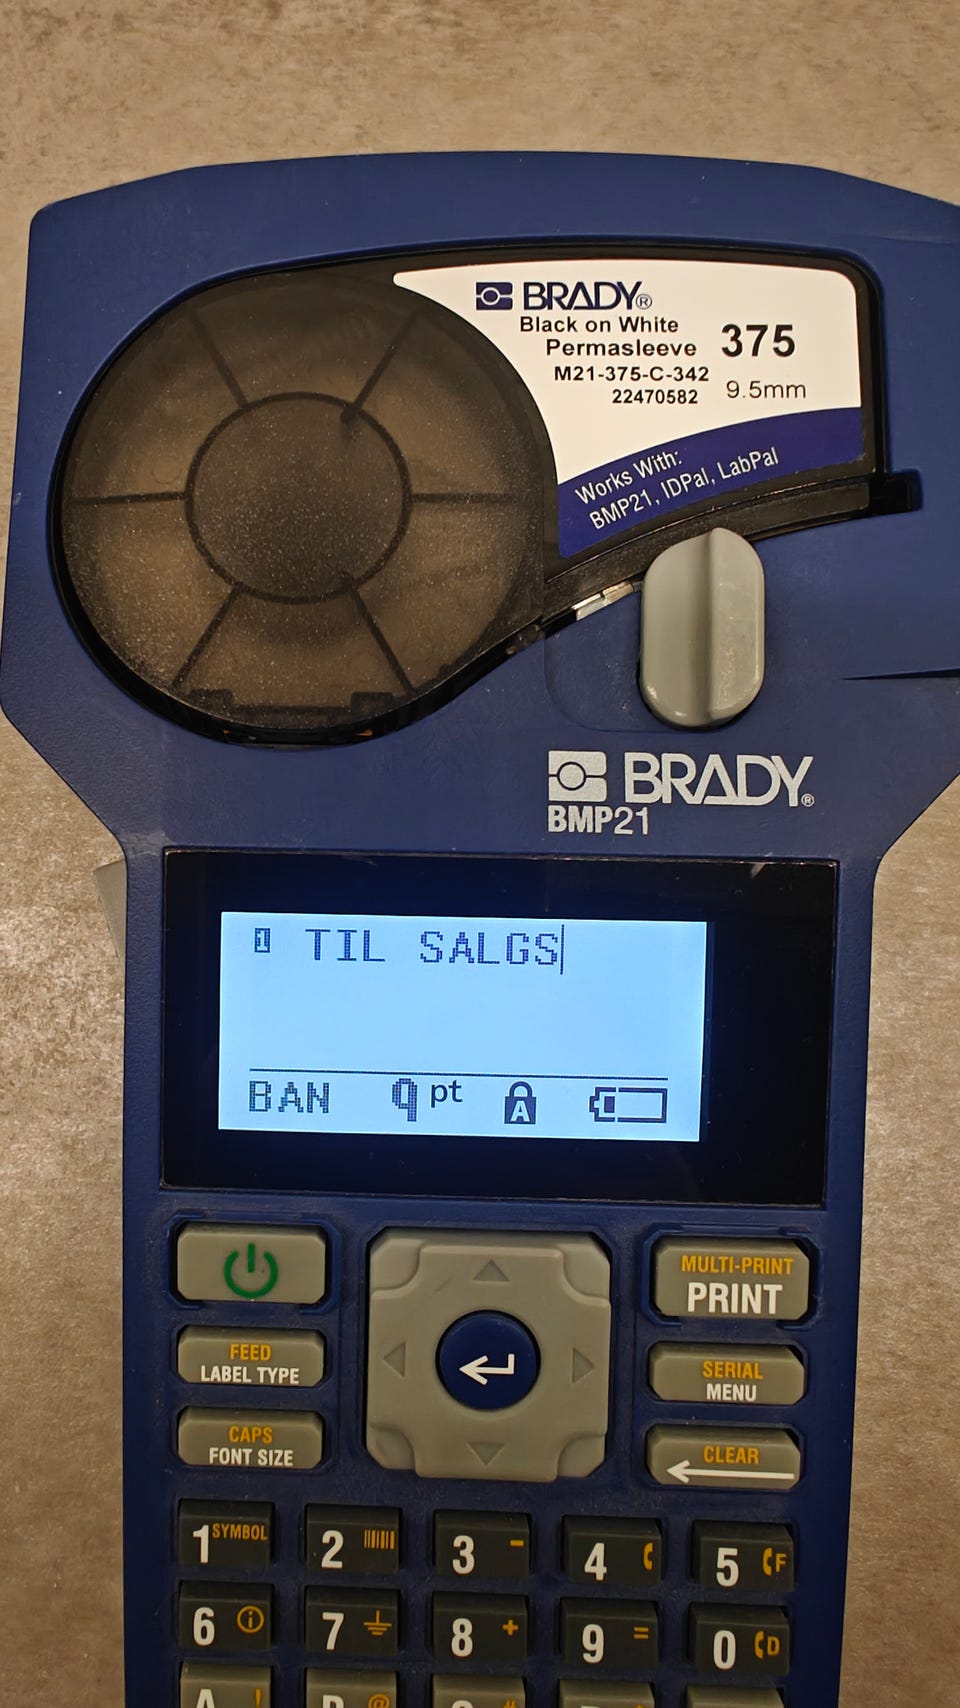 BRADY®
Black on White
Permasleeve 375
M21-375-C-342
22470582 9.5mm
Works With:
BMP21, IDPal, LabPal
BRADY®
BMP21
1 TIL SALGS
BAN 9 pt A
MULTI-PRINT
PRINT
FEED
LABEL TYPE
SERIAL
MENU
CAPS
FONT SIZE
CLEAR
1 SYMBOL 2 3 - 4 ( 5 (F
6 i 7 8 + 9 = 0 (D
A ! @